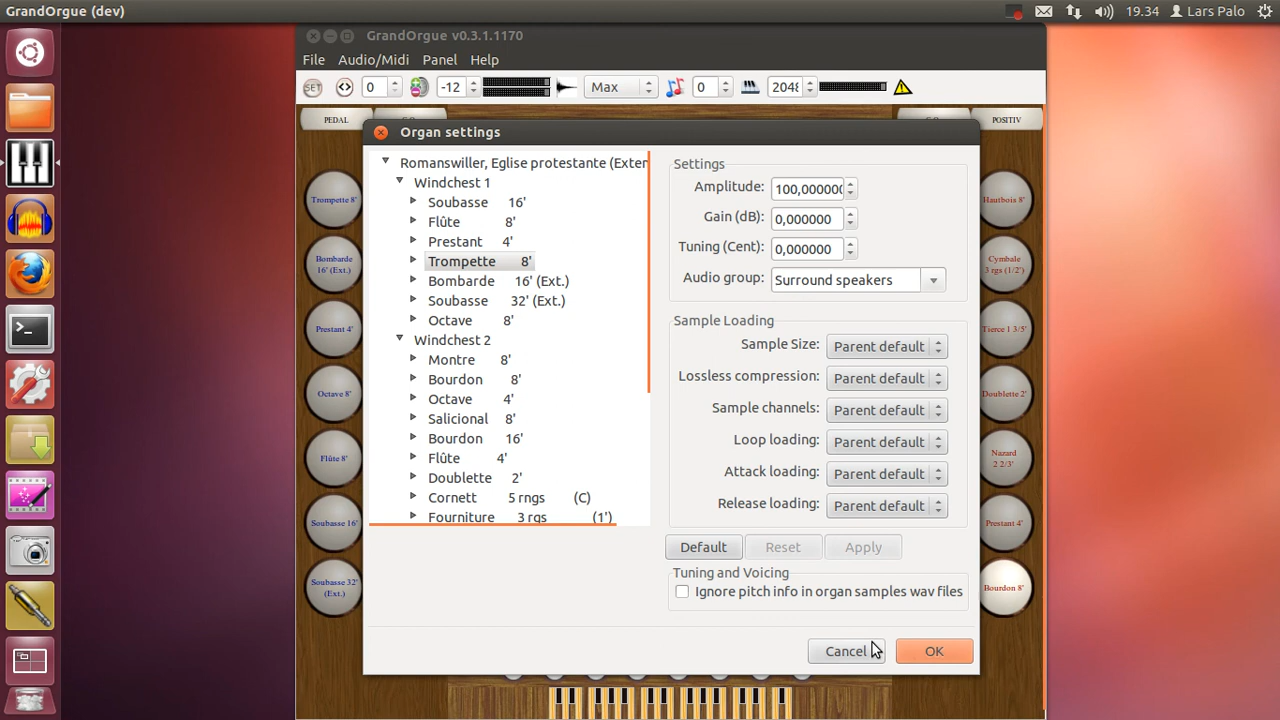 GrandOrgue (dev)
19.34
Lars Palo
GrandOrgue v0.3.1.1170
File Audio/Midi Panel Help
SET 0 -12 Max 0 2048
PEDAL
POSITIV
Organ settings
Romanswiller, Eglise protestante (Exter
Windchest 1
Soubasse 16'
Flûte 8'
Prestant 4'
Trompette 8'
Bombarde 16' (Ext.)
Soubasse 32' (Ext.)
Octave 8'
Windchest 2
Montre 8'
Bourdon 8'
Octave 4'
Salicional 8'
Bourdon 16'
Flûte 4'
Doublette 2'
Cornett 5 rngs (C)
Fourniture 3 rgs (1')
Settings
Amplitude: 100,000000
Gain (dB): 0,000000
Tuning (Cent): 0,000000
Audio group: Surround speakers
Sample Loading
Sample Size: Parent default
Lossless compression: Parent default
Sample channels: Parent default
Loop loading: Parent default
Attack loading: Parent default
Release loading: Parent default
Default Reset Apply
Tuning and Voicing
Ignore pitch info in organ samples wav files
Cancel OK
Trompette 8'
Bombarde
16' (Ext.)
Prestant 4'
Octave 8'
Flûte 8'
Soubasse 16'
Soubasse 32'
(Ext.)
Hautbois 8'
Cymbale
3 rgs (1/2')
Tierce 1 3/5'
Doublette 2'
Nazard
2 2/3'
Prestant 4'
Bourdon 8'